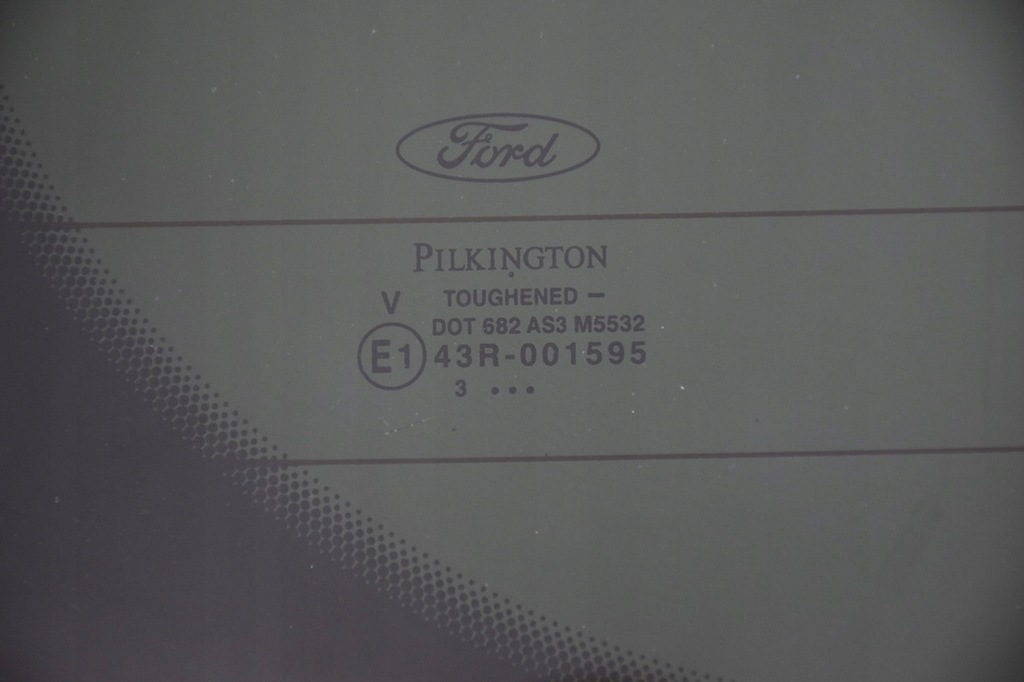 Ford
PILKINGTON
V TOUGHENED –
DOT 682 AS3 M5532
E1 43R-001595
3 •••